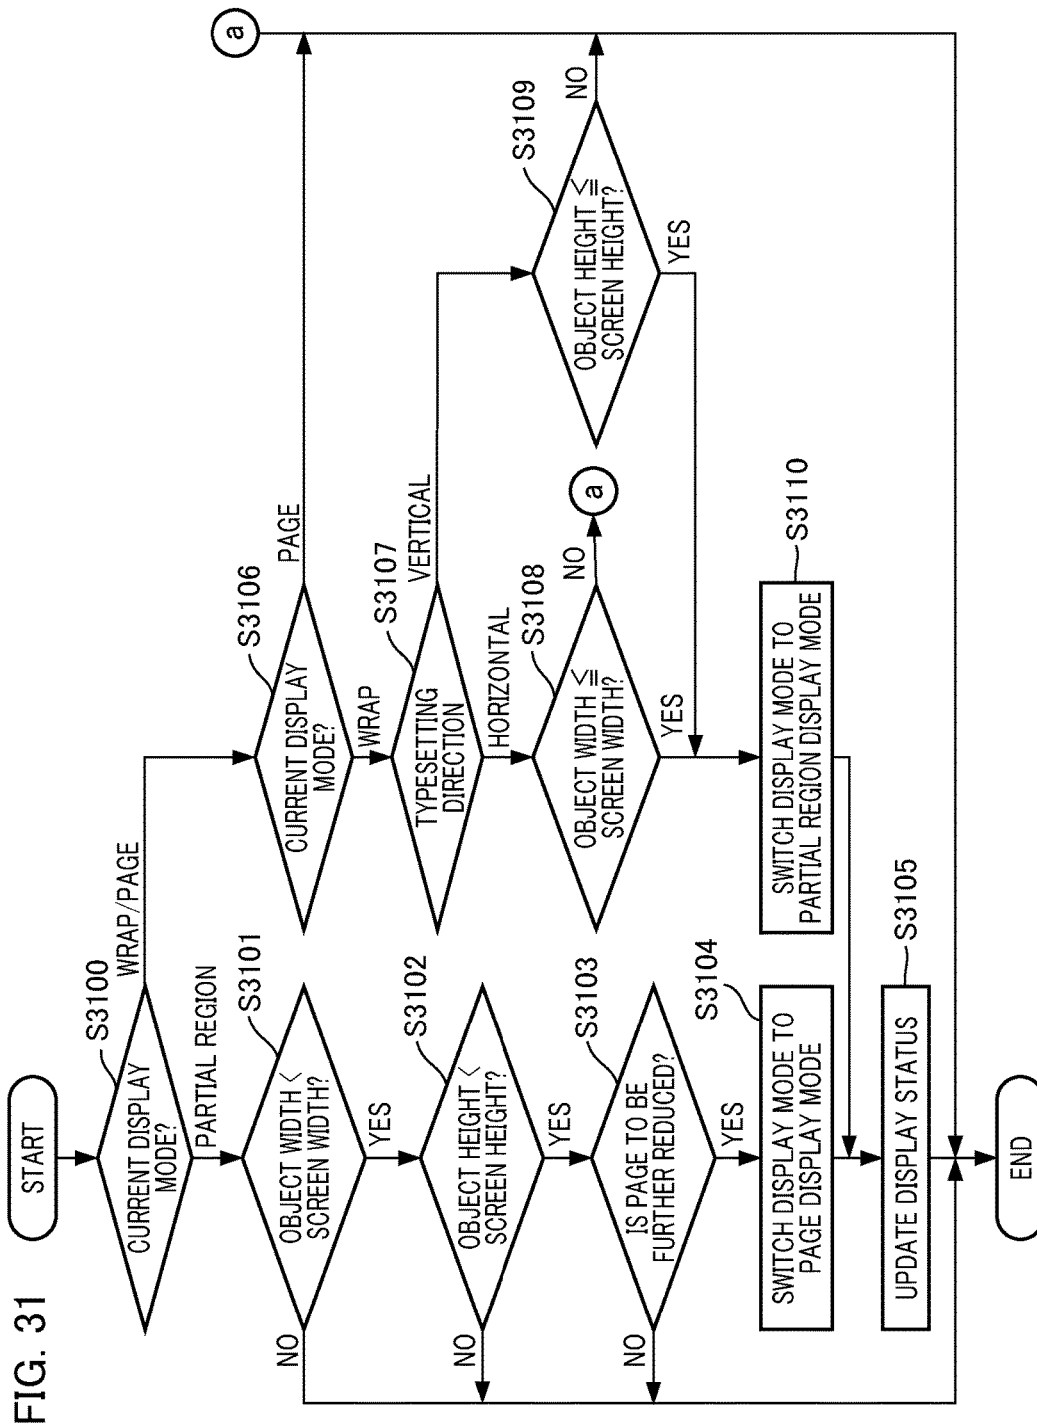 FIG. 31
START
S3100
CURRENT DISPLAY
MODE?
WRAP/PAGE
PARTIAL REGION
S3101
OBJECT WIDTH <
SCREEN WIDTH?
NO
YES
S3102
OBJECT HEIGHT <
SCREEN HEIGHT?
YES
S3103
IS PAGE TO BE
FURTHER REDUCED?
NO
YES
S3104
SWITCH DISPLAY MODE TO
PAGE DISPLAY MODE
S3105
UPDATE DISPLAY STATUS
END
S3106
CURRENT DISPLAY
MODE?
PAGE
WRAP
S3107
TYPESETTING
DIRECTION
VERTICAL
HORIZONTAL
S3108
OBJECT WIDTH ≦
SCREEN WIDTH?
NO
a
YES
S3109
OBJECT HEIGHT ≦
SCREEN HEIGHT?
NO
YES
S3110
SWITCH DISPLAY MODE TO
PARTIAL REGION DISPLAY MODE
a
NO